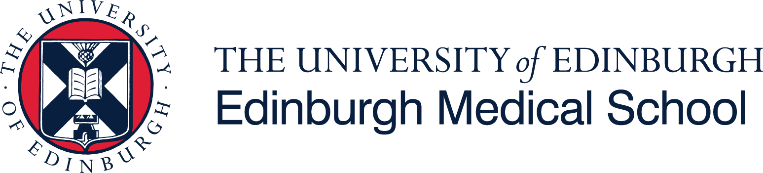 THE UNIVERSITY
OF EDINBURGH
THE UNIVERSITY of EDINBURGH
Edinburgh Medical School